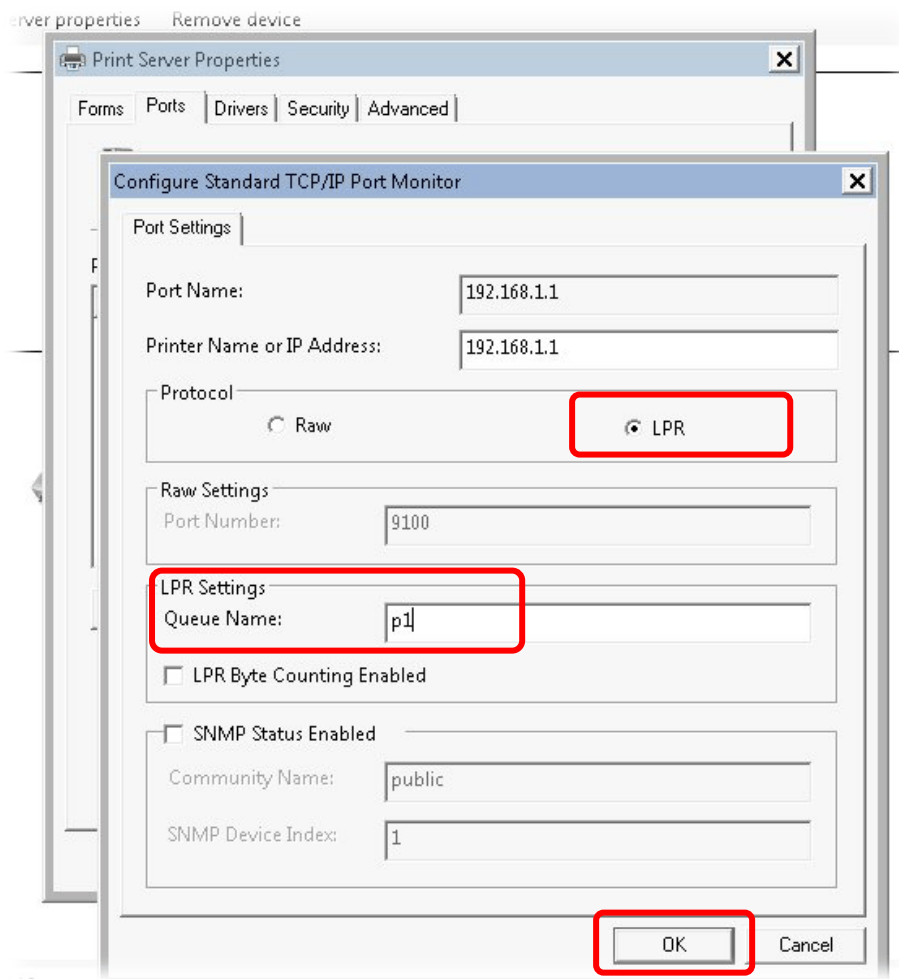 erver properties Remove device
Print Server Properties
Forms Ports Drivers Security Advanced
Configure Standard TCP/IP Port Monitor
Port Settings
Port Name: 192.168.1.1
Printer Name or IP Address: 192.168.1.1
Protocol
Raw LPR
Raw Settings
Port Number: 9100
LPR Settings
Queue Name: p1
LPR Byte Counting Enabled
SNMP Status Enabled
Community Name: public
SNMP Device Index: 1
OK Cancel